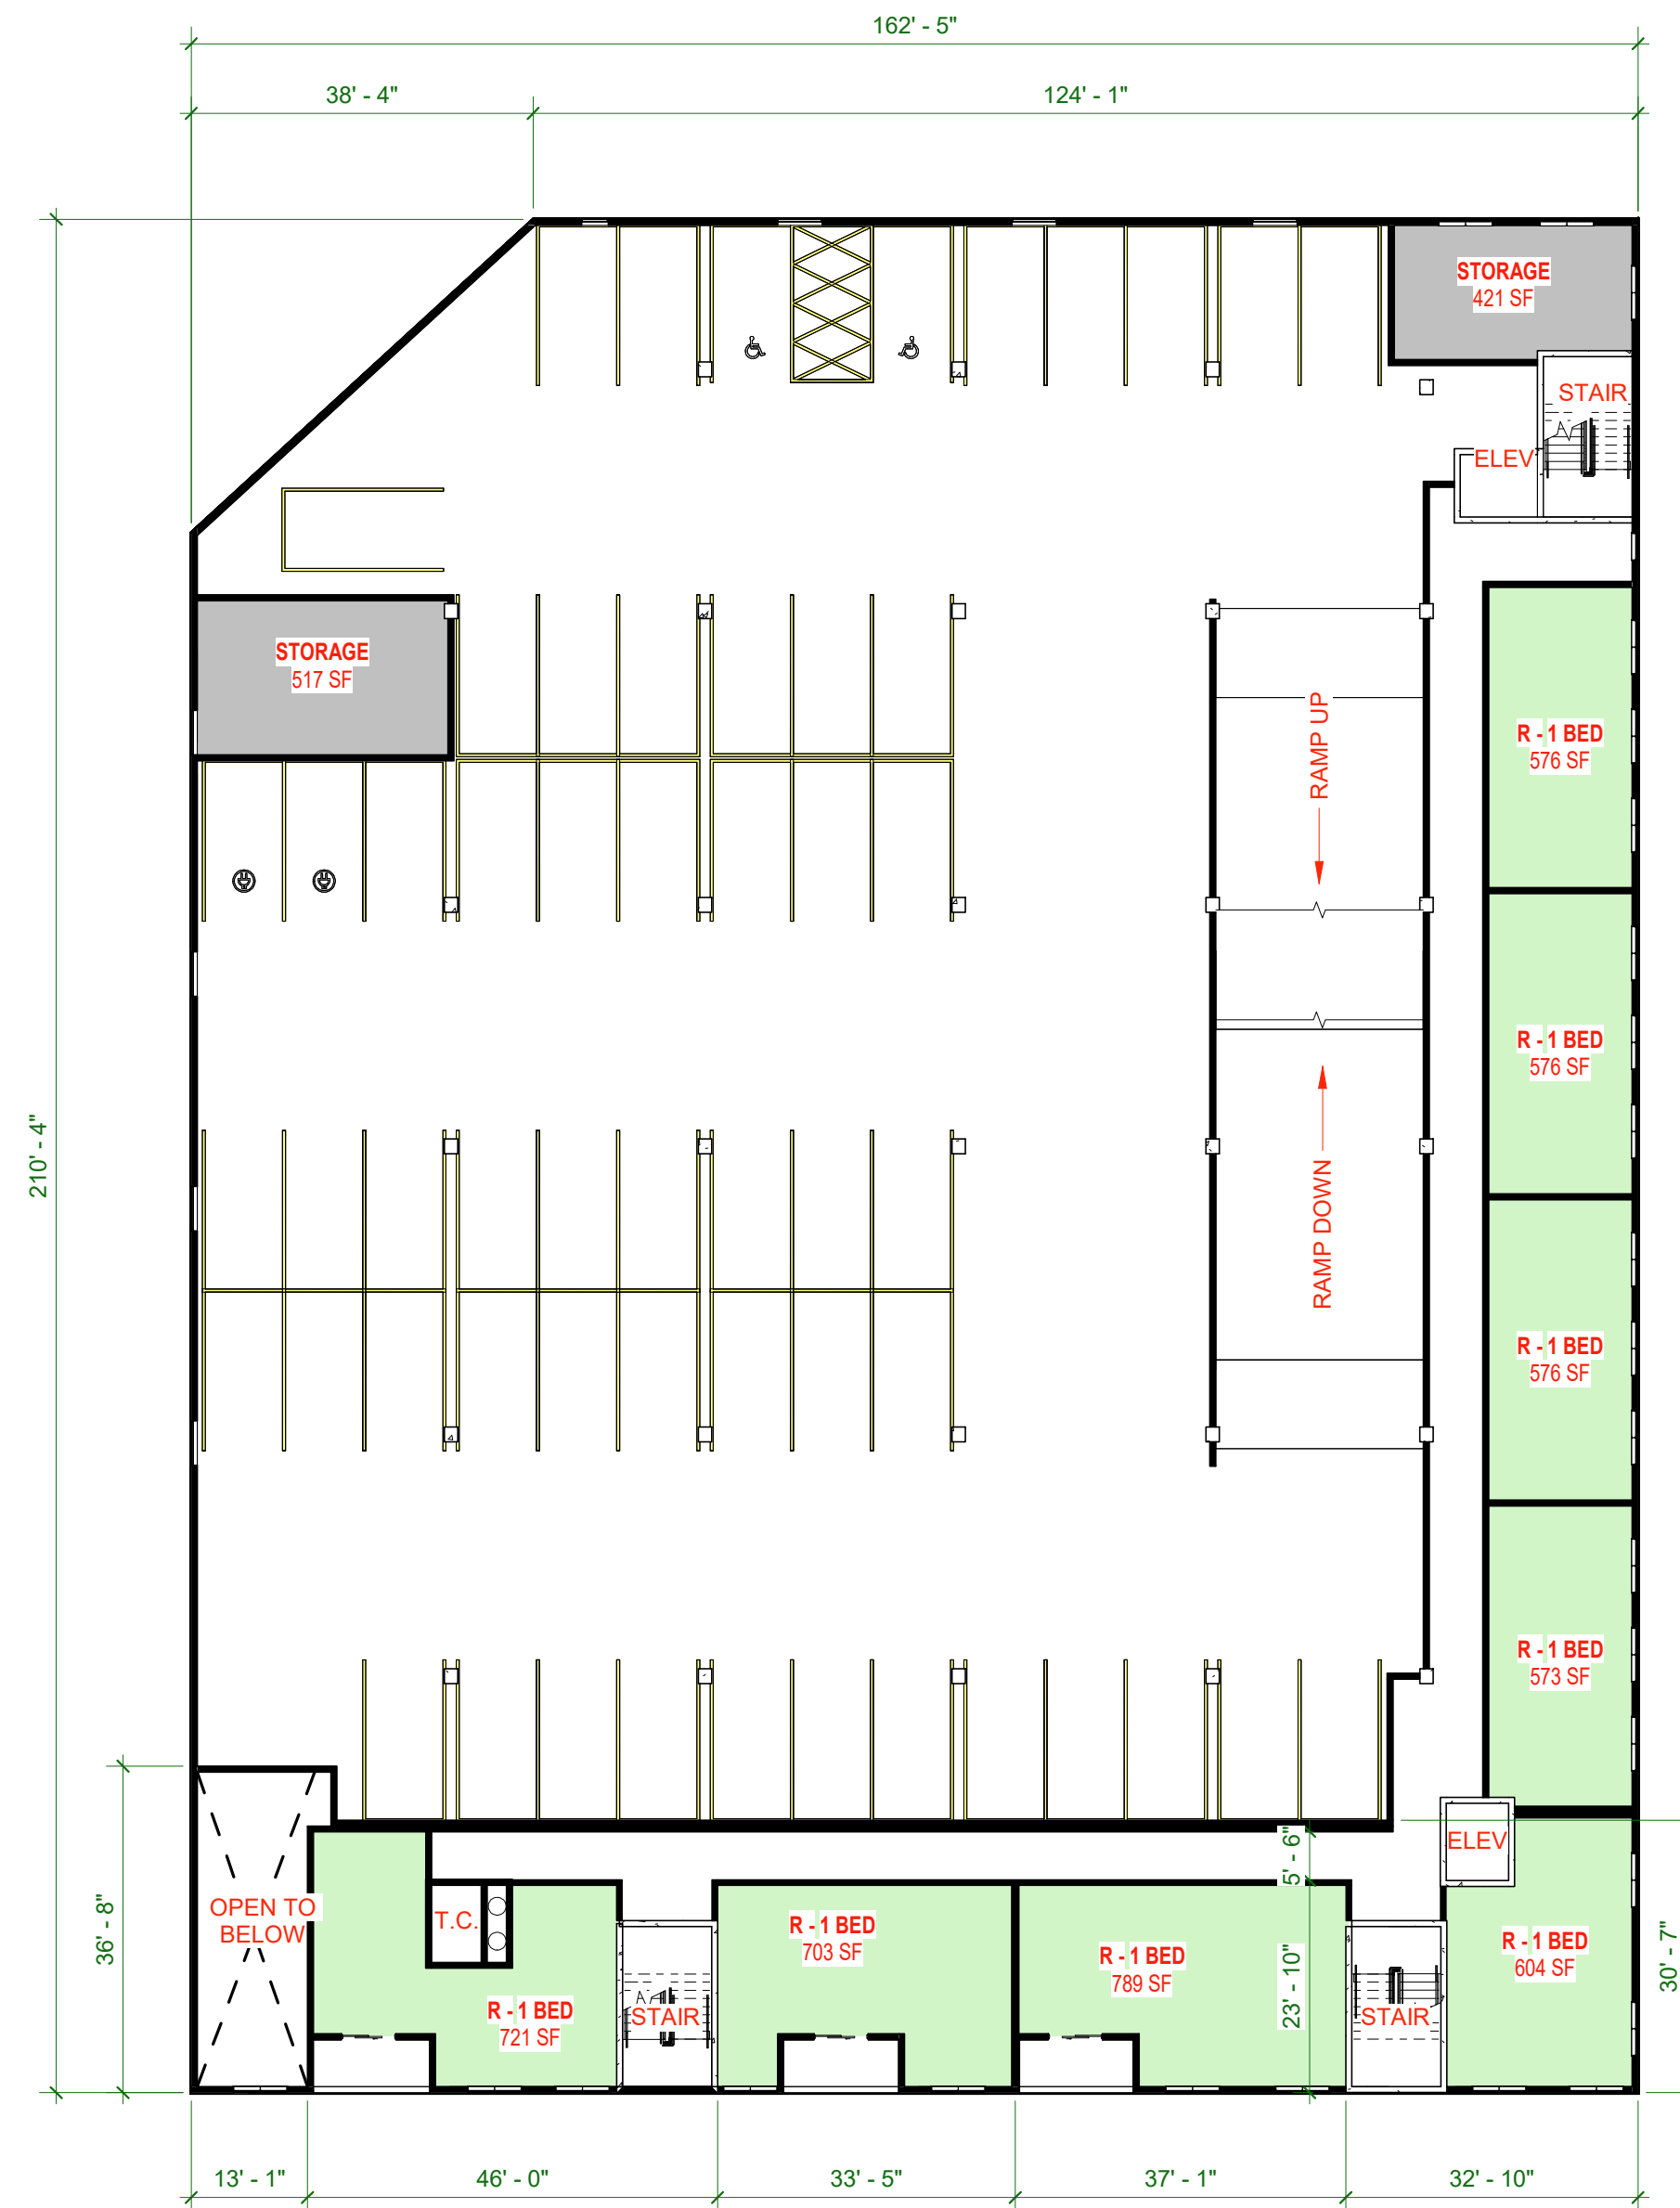 162' - 5"
38' - 4"
124' - 1"
STORAGE
421 SF
STAIR
ELEV
STORAGE
517 SF
RAMP UP
R - 1 BED
576 SF
R - 1 BED
576 SF
210' - 4"
RAMP DOWN
R - 1 BED
576 SF
R - 1 BED
573 SF
ELEV
5' - 6"
36' - 8"
OPEN TO
BELOW
T.C.
R - 1 BED
721 SF
STAIR
R - 1 BED
703 SF
R - 1 BED
789 SF
23' - 10"
STAIR
R - 1 BED
604 SF
30' - 7"
13' - 1"
46' - 0"
33' - 5"
37' - 1"
32' - 10"